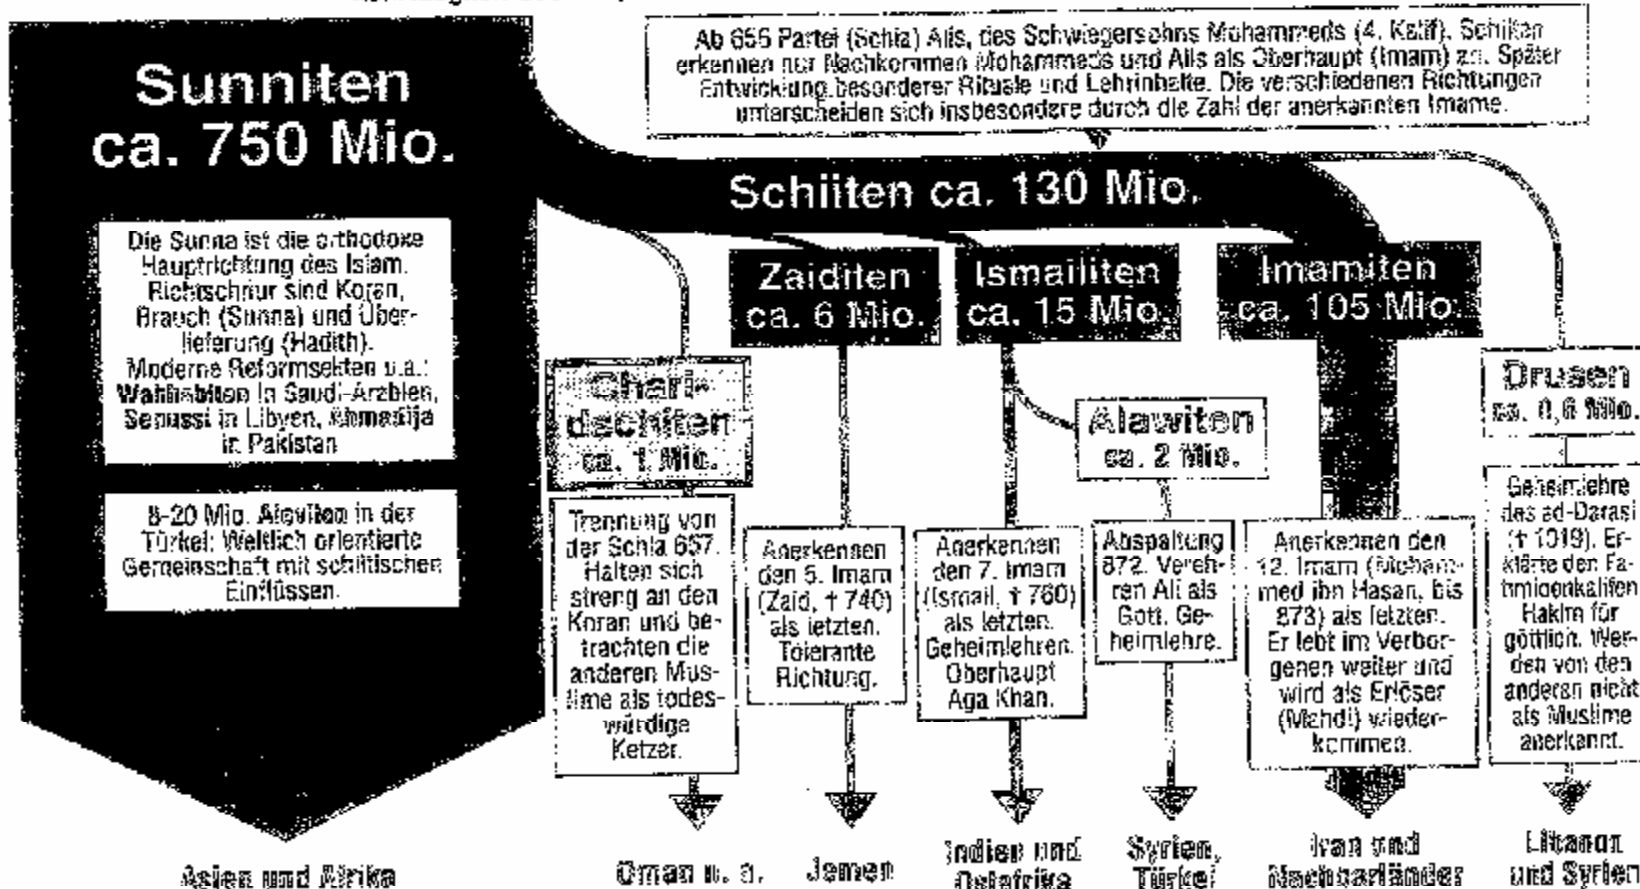 Ab 656 Partei (Schia) Alis, des Schwiegersohns Mohammeds (4. Kalif). Schiiten
erkennen nur Nachkommen Mohammeds und Alis als Oberhaupt (Imam) an. Später
Entwicklung besonderer Rituale und Lehrinhalte. Die verschiedenen Richtungen
unterscheiden sich insbesondere durch die Zahl der anerkannten Imame.
Sunniten
ca. 750 Mio.
Die Sunna ist die orthodoxe
Hauptrichtung des Islam.
Richtschnur sind Koran,
Brauch (Sunna) und Über-
lieferung (Hadith).
Moderne Reformsekten u.a.:
Wahhabiten in Saudi-Arabien,
Senussi in Libyen, Ahmadija
in Pakistan
8-20 Mio. Aleviten in der
Türkei: Weltlich orientierte
Gemeinschaft mit schiitischen
Einflüssen.
Asien und Afrika
Schiiten ca. 130 Mio.
Chari-
dschiten
ca. 1 Mio.
Trennung von
der Schia 657.
Halten sich
streng an den
Koran und be-
trachten die
anderen Mus-
lime als todes-
würdige
Ketzer.
Oman u. a.
Zaiditen
ca. 6 Mio.
Anerkennen
den 5. Imam
(Zaid, † 740)
als letzten.
Tolerante
Richtung.
Jemen
Ismailiten
ca. 15 Mio.
Anerkennen
den 7. Imam
(Ismail, † 760)
als letzten.
Geheimlehren.
Oberhaupt
Aga Khan.
Indien und
Ostafrika
Alawiten
ca. 2 Mio.
Abspaltung
872. Vereh-
ren Ali als
Gott. Ge-
heimlehre.
Syrien,
Türkei
Imamiten
ca. 105 Mio.
Anerkennen den
12. Imam (Moham-
med ibn Hasan, bis
873) als letzten.
Er lebt im Verbor-
genen weiter und
wird als Erlöser
(Mahdi) wieder-
kommen.
Iran und
Nachbarländer
Drusen
ca. 0,6 Mio.
Geheimlehre
des ad-Darasi
(† 1019). Er-
klärte den Fa-
timidenkalifen
Hakim für
göttlich. Wer-
den von den
anderen nicht
als Muslime
anerkannt.
Libanon
und Syrien